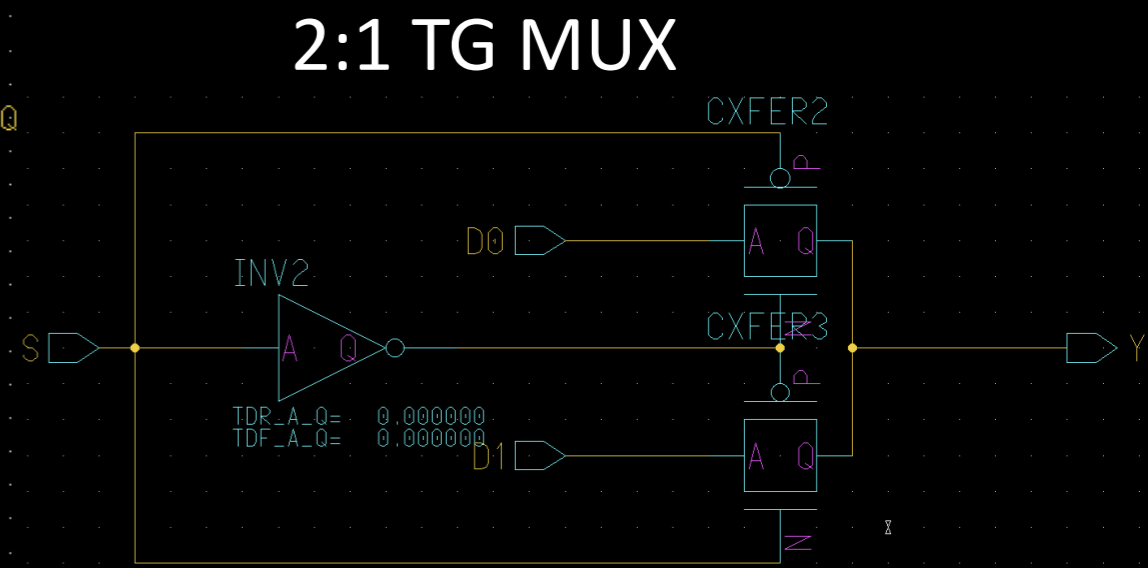 2:1 TG MUX
CXFER2
Q
P
D0
A Q
INV2
N
CXFER3
S
A Q
Y
P
TDR_A_Q= 0.000000
TDF_A_Q= 0.000000
D1
A Q
N